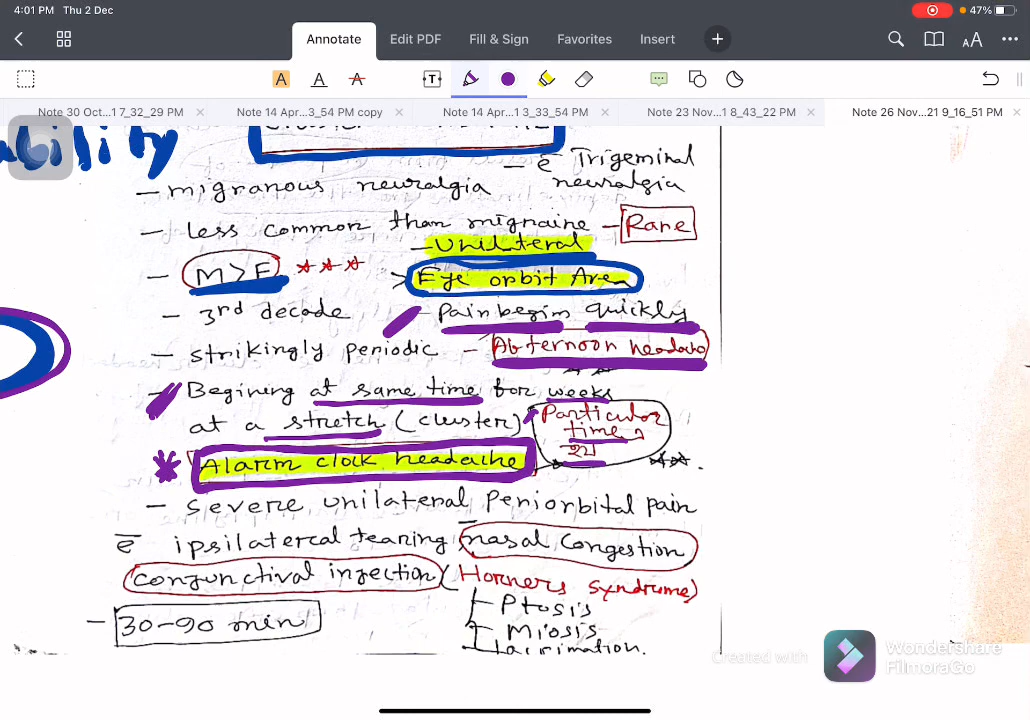 4:01 PM Thu 2 Dec
47%
Annotate Edit PDF Fill & Sign Favorites Insert
Note 30 Oct...1 7_32_29 PM
Note 14 Apr...3_54 PM copy
Note 14 Apr...1 3_33_54 PM
Note 23 Nov...1 8_43_22 PM
Note 26 Nov...21 9_16_51 PM
ability
- ē Trigeminal
neuralgia
- migranous neuralgia
- less common than migraine - Rare
- Unilateral
- M>F ***
Eye orbit Area
- 3rd decade
- Pain begin quickly
- strikingly periodic - Afternoon headache
- Begining at same time for weeks
at a stretch (cluster)
Particular
time
হয়
Alarm clock headache
- severe unilateral Periorbital pain
ē ipsilateral tearing, nasal congestion
conjunctival injection (Horners syndrome)
- Ptosis
- 30-90 min
- Miosis
- lacrimation.
Created with
Wondershare
FilmoraGo